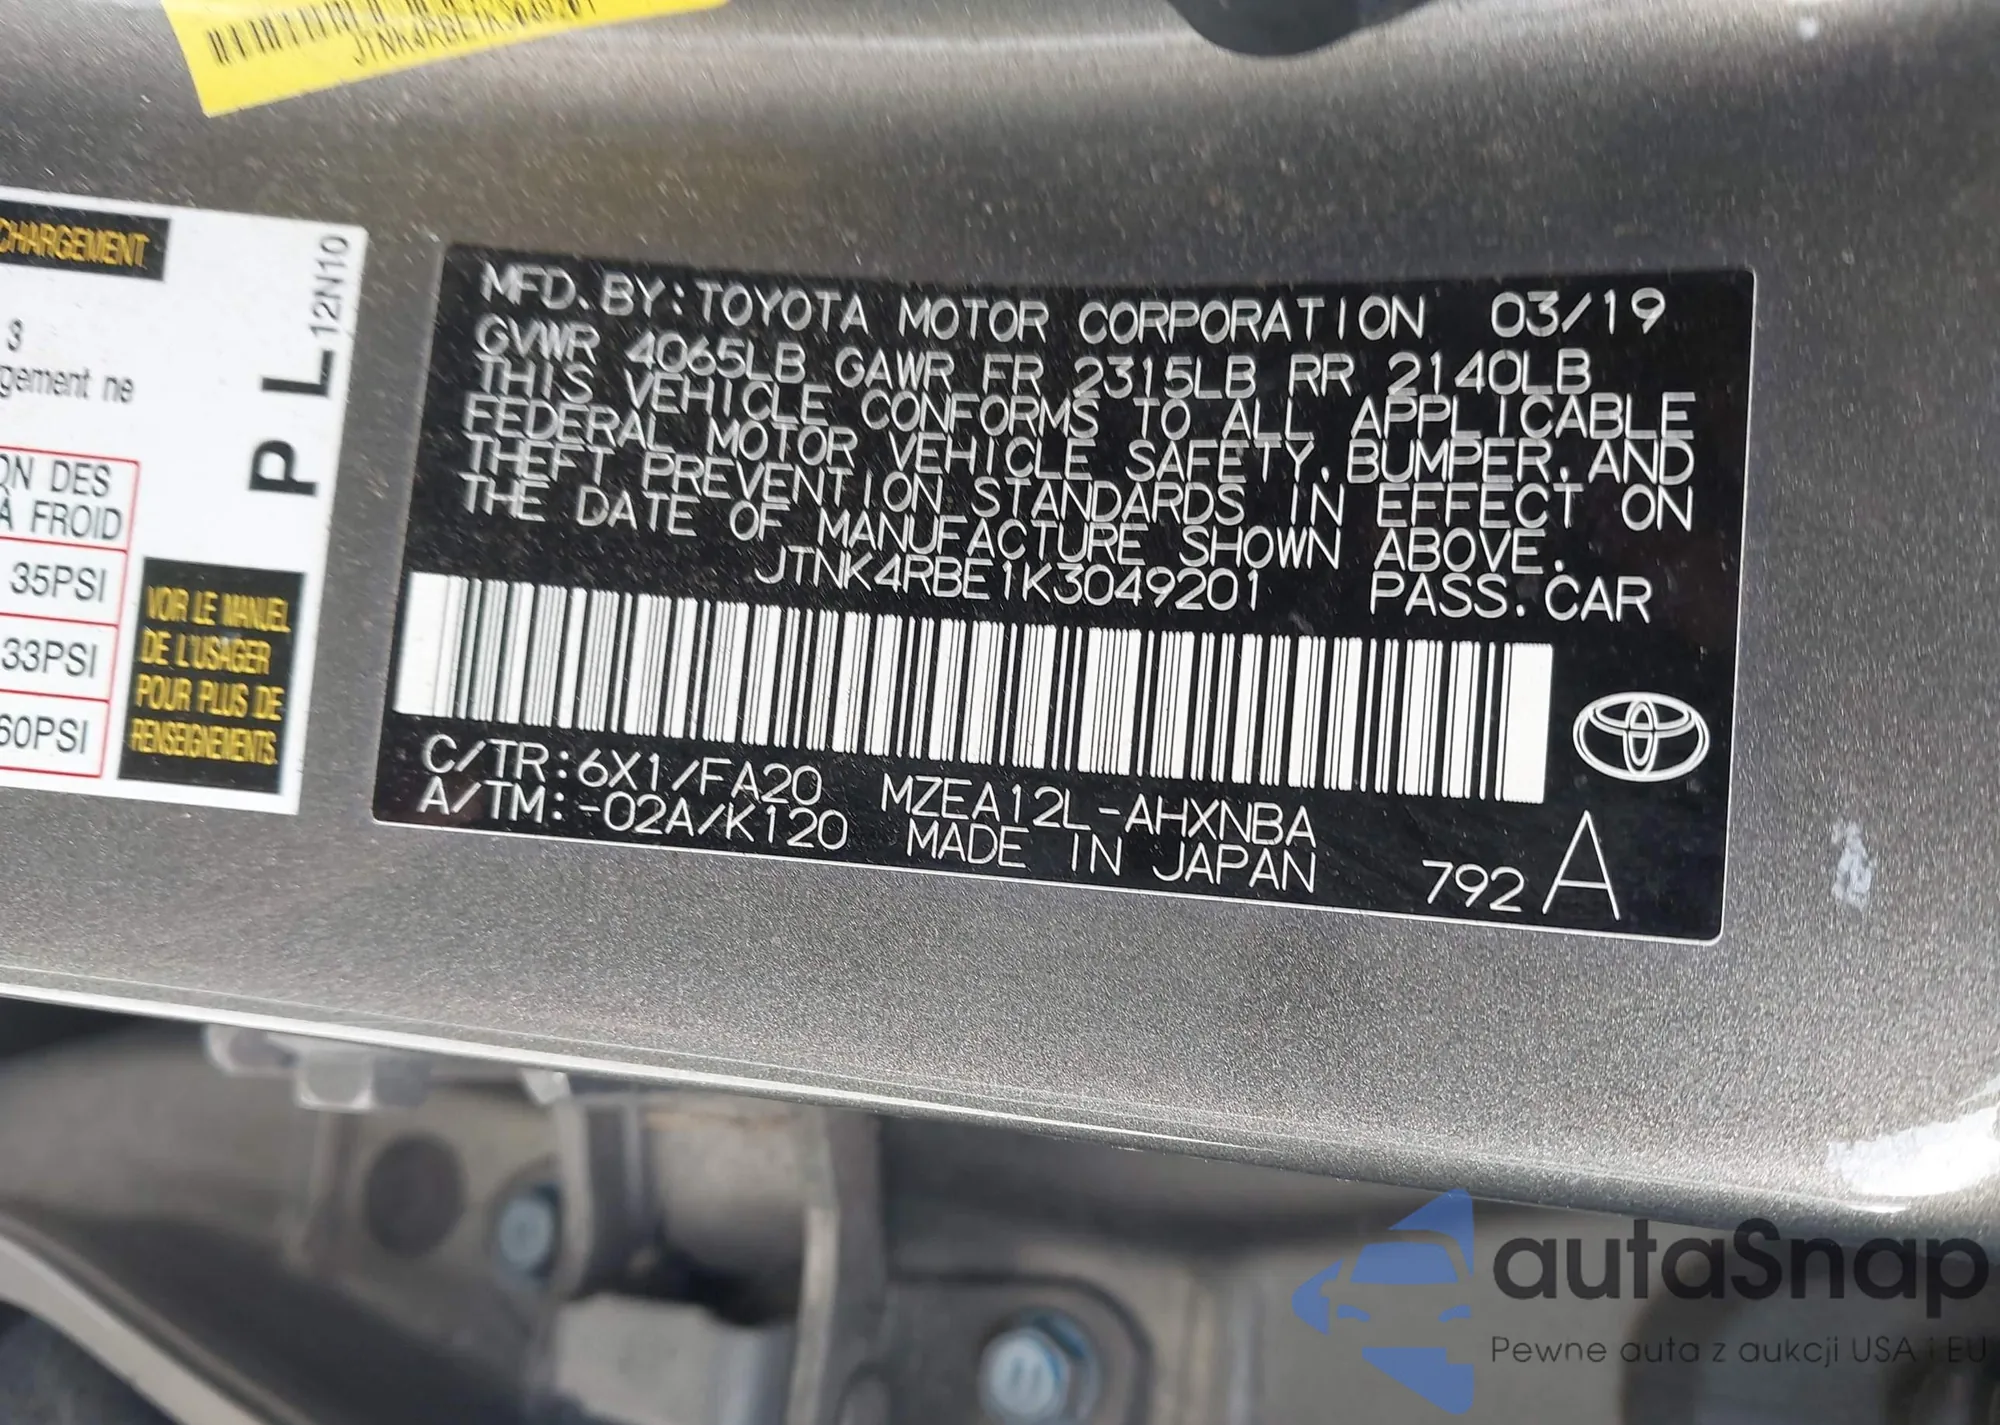 JTNK4RBE1K3049201
CHARGEMENT
3
gement ne
ON DES
À FROID
35PSI
33PSI
60PSI
P L 12N10
VOIR LE MANUEL
DE L'USAGER
POUR PLUS DE
RENSEIGNEMENTS.
MFD. BY: TOYOTA MOTOR CORPORATION 03/19
GVWR 4065LB GAWR FR 2315LB RR 2140LB
THIS VEHICLE CONFORMS TO ALL APPLICABLE
FEDERAL MOTOR VEHICLE SAFETY, BUMPER, AND
THEFT PREVENTION STANDARDS IN EFFECT ON
THE DATE OF MANUFACTURE SHOWN ABOVE.
JTNK4RBE1K3049201 PASS. CAR
C/TR: 6X1/FA20 MZEA12L-AHXNBA
A/TM: -02A/K120 MADE IN JAPAN 792 A
autaSnap
Pewne auta z aukcji USA i EU